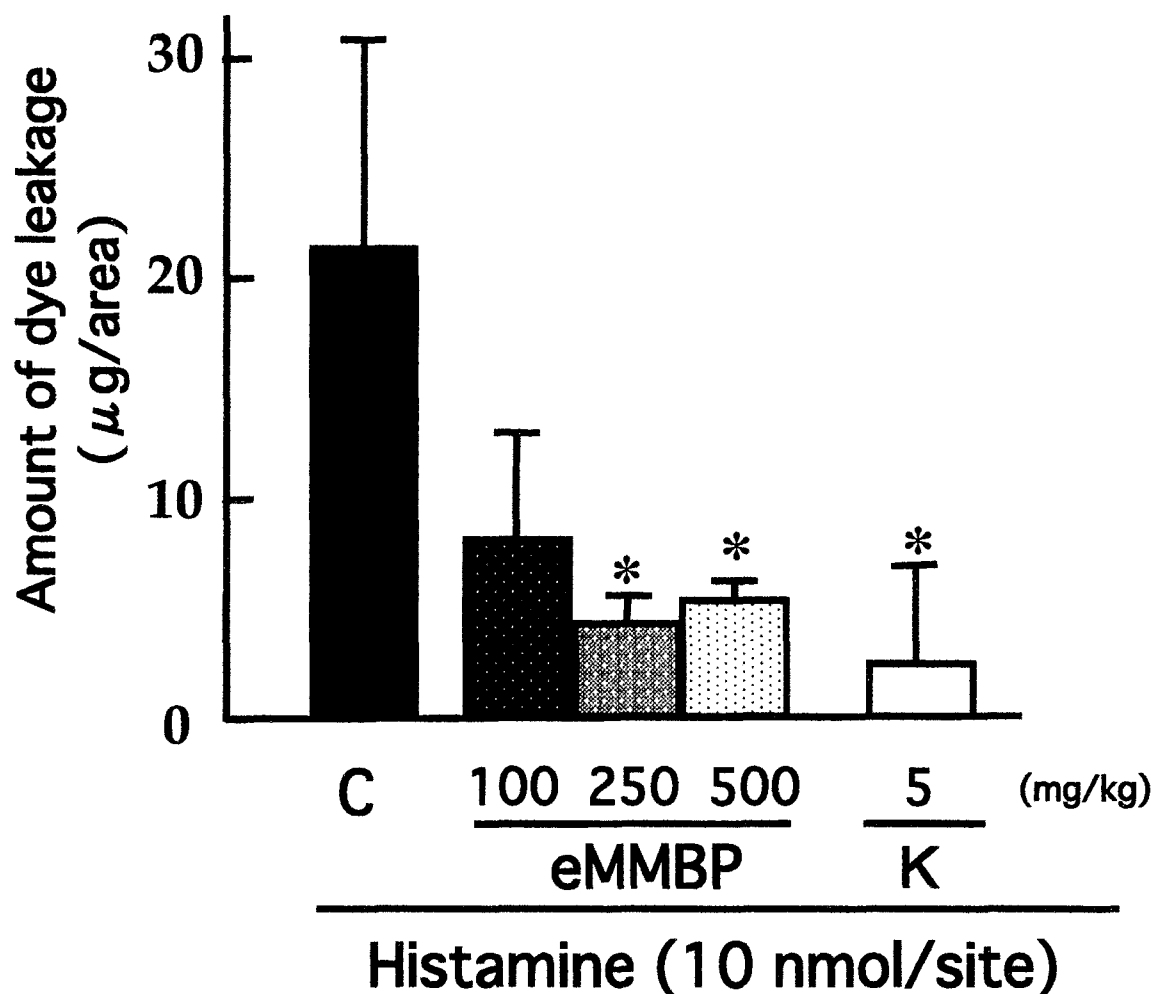 Amount of dye leakage
(μg/area)
30
20
10
0
*
*
*
C
100 250 500
5
(mg/kg)
eMMBP
K
Histamine (10 nmol/site)